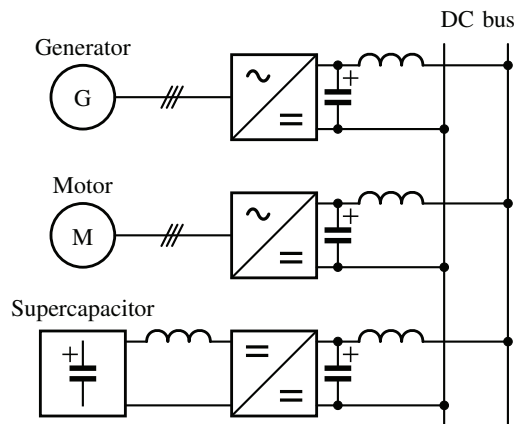 DC bus
Generator
G
+
Motor
M
+
Supercapacitor
+
+